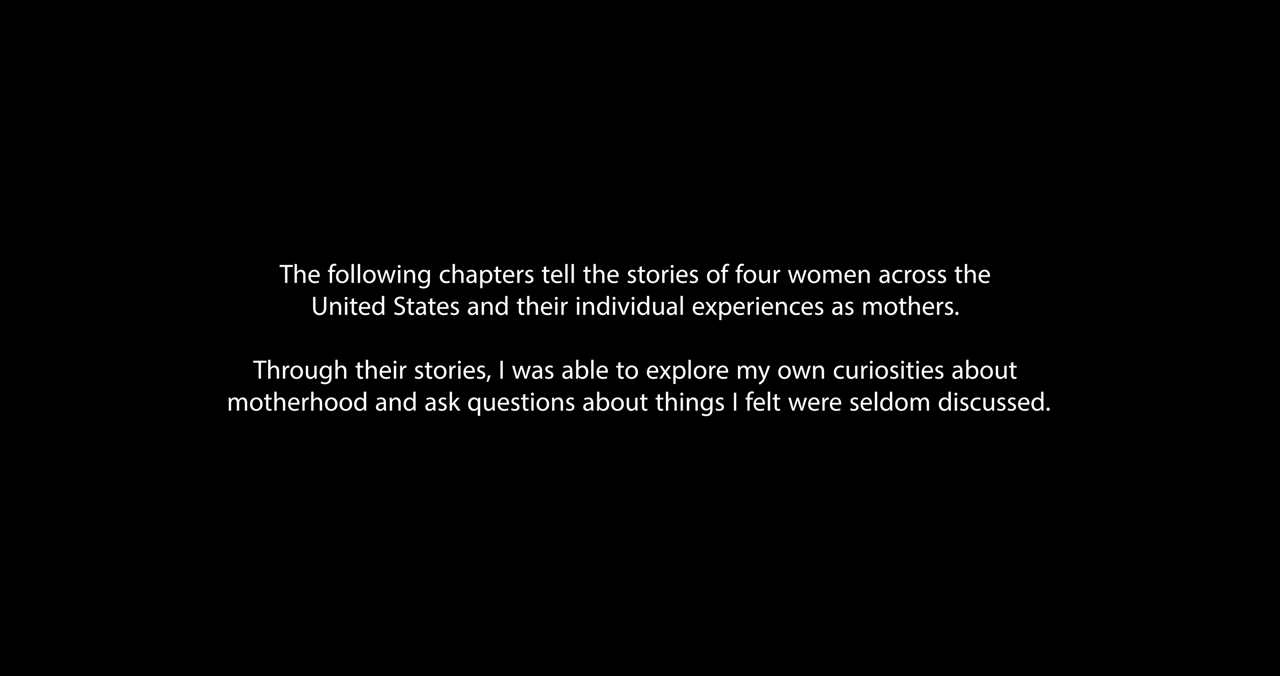 The following chapters tell the stories of four women across the
United States and their individual experiences as mothers.
Through their stories, I was able to explore my own curiosities about
motherhood and ask questions about things I felt were seldom discussed.